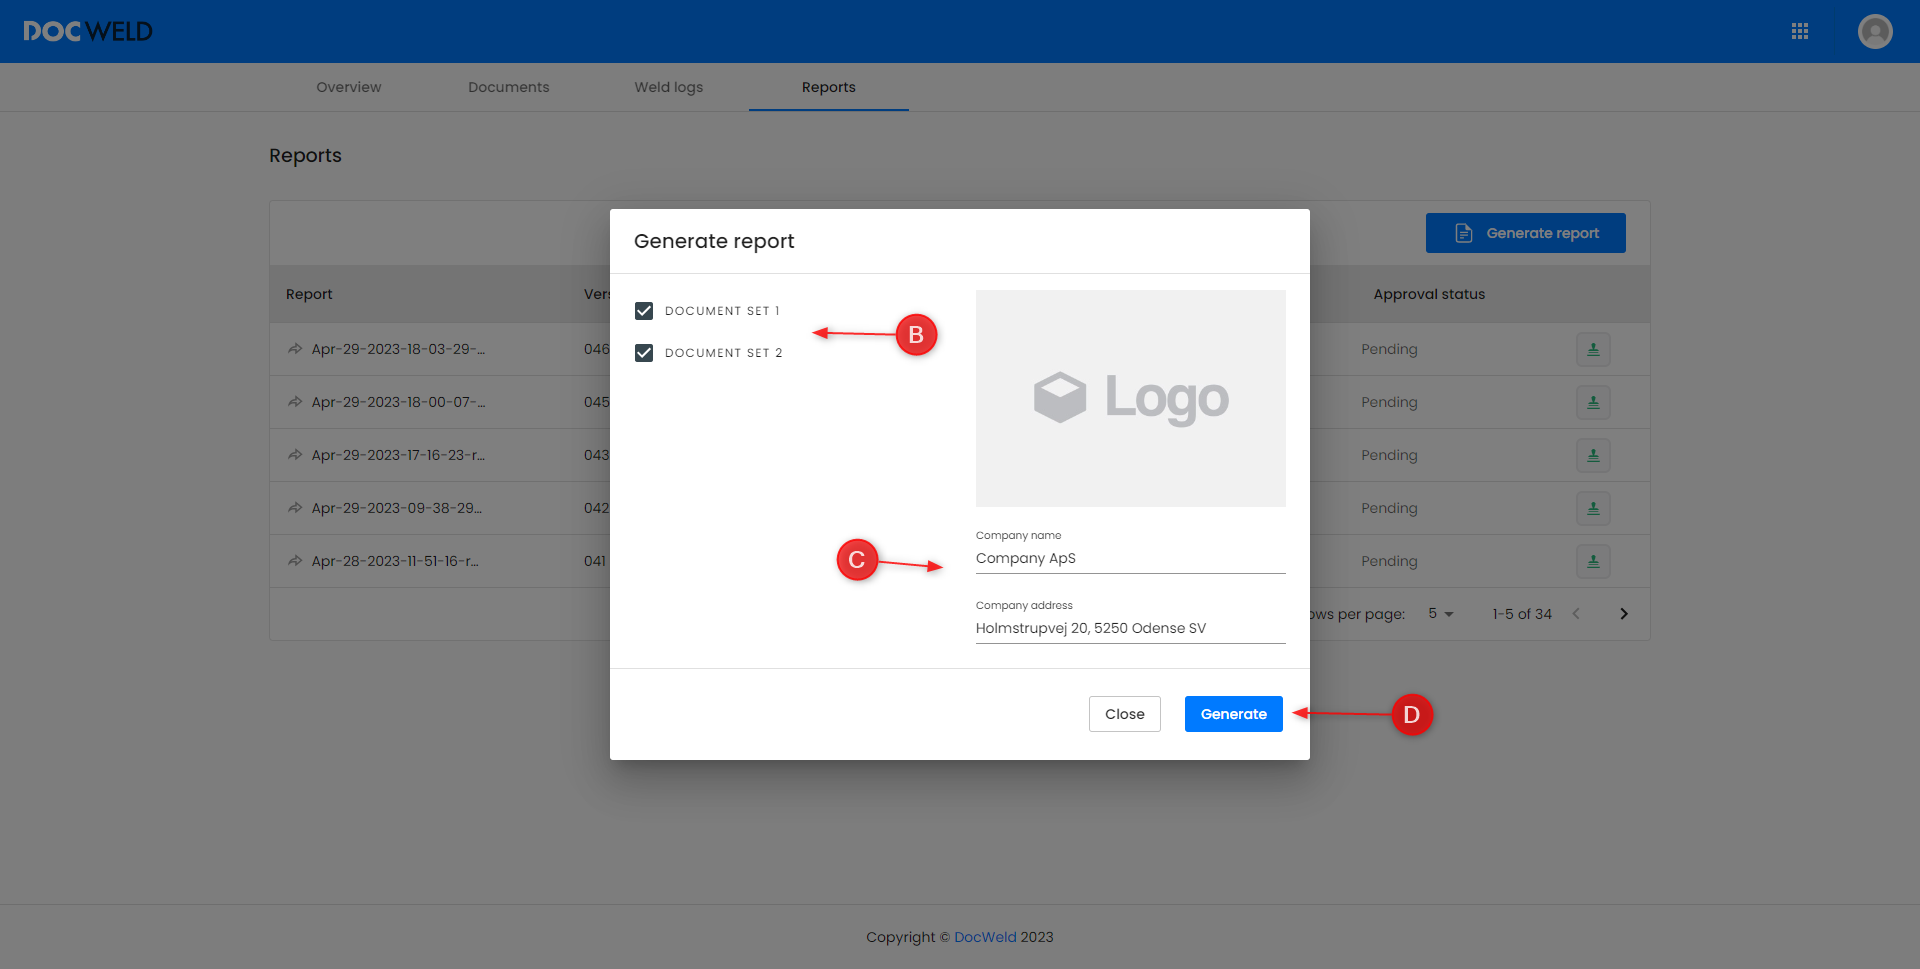 DOCWELD
Overview
Documents
Weld logs
Reports
Reports
Generate report
Generate report
Report
Approval status
DOCUMENT SET 1
DOCUMENT SET 2
B
Logo
Apr-29-2023-18-03-29-...
046
Pending
Apr-29-2023-18-00-07-...
045
Pending
Apr-29-2023-17-16-23-r...
043
Pending
Apr-29-2023-09-38-29...
042
Pending
Apr-28-2023-11-51-16-r...
041
Pending
C
Company name
Company ApS
Company address
Holmstrupvej 20, 5250 Odense SV
per page:
5
1-5 of 34
Close
Generate
D
Copyright © DocWeld 2023